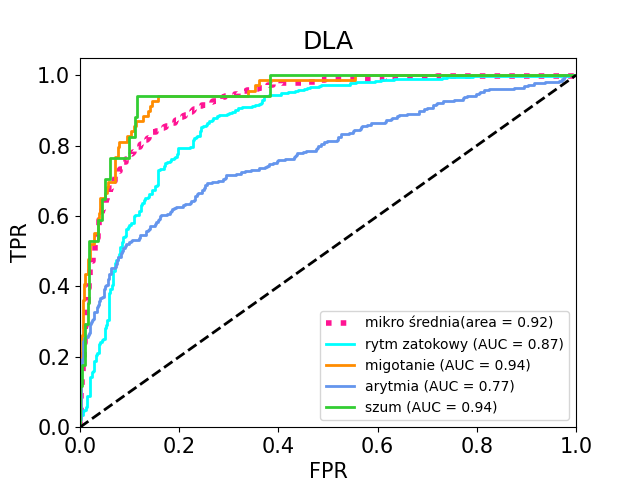 DLA
1.0
0.8
0.6
0.4
0.2
0.0
TPR
mikro średnia(area = 0.92)
rytm zatokowy (AUC = 0.87)
migotanie (AUC = 0.94)
arytmia (AUC = 0.77)
szum (AUC = 0.94)
0.0 0.2 0.4 0.6 0.8 1.0
FPR